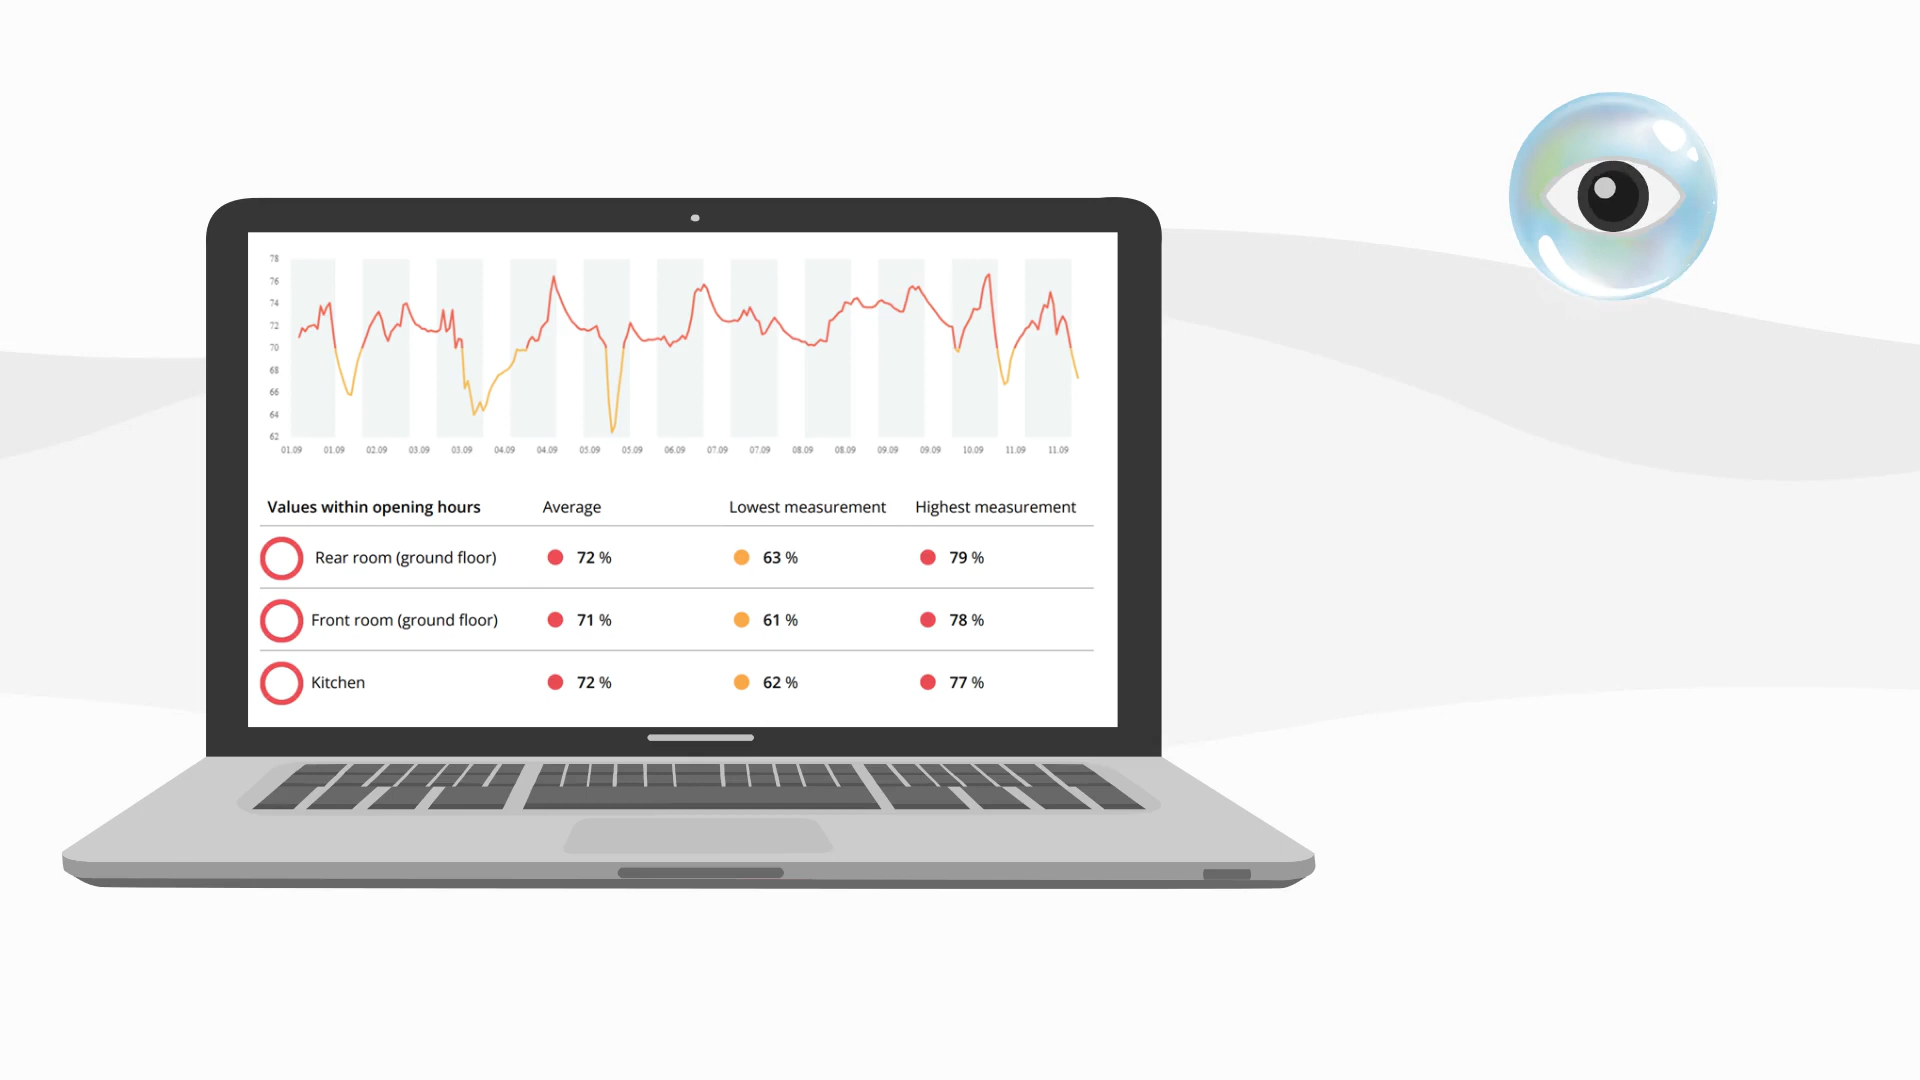 78
76
74
72
70
68
66
64
62
01.09 01.09 02.09 03.09 03.09 04.09 04.09 05.09 05.09 06.09 07.09 07.09 08.09 08.09 09.09 09.09 10.09 11.09 11.09
Values within opening hours Average Lowest measurement Highest measurement
Rear room (ground floor) 72 % 63 % 79 %
Front room (ground floor) 71 % 61 % 78 %
Kitchen 72 % 62 % 77 %